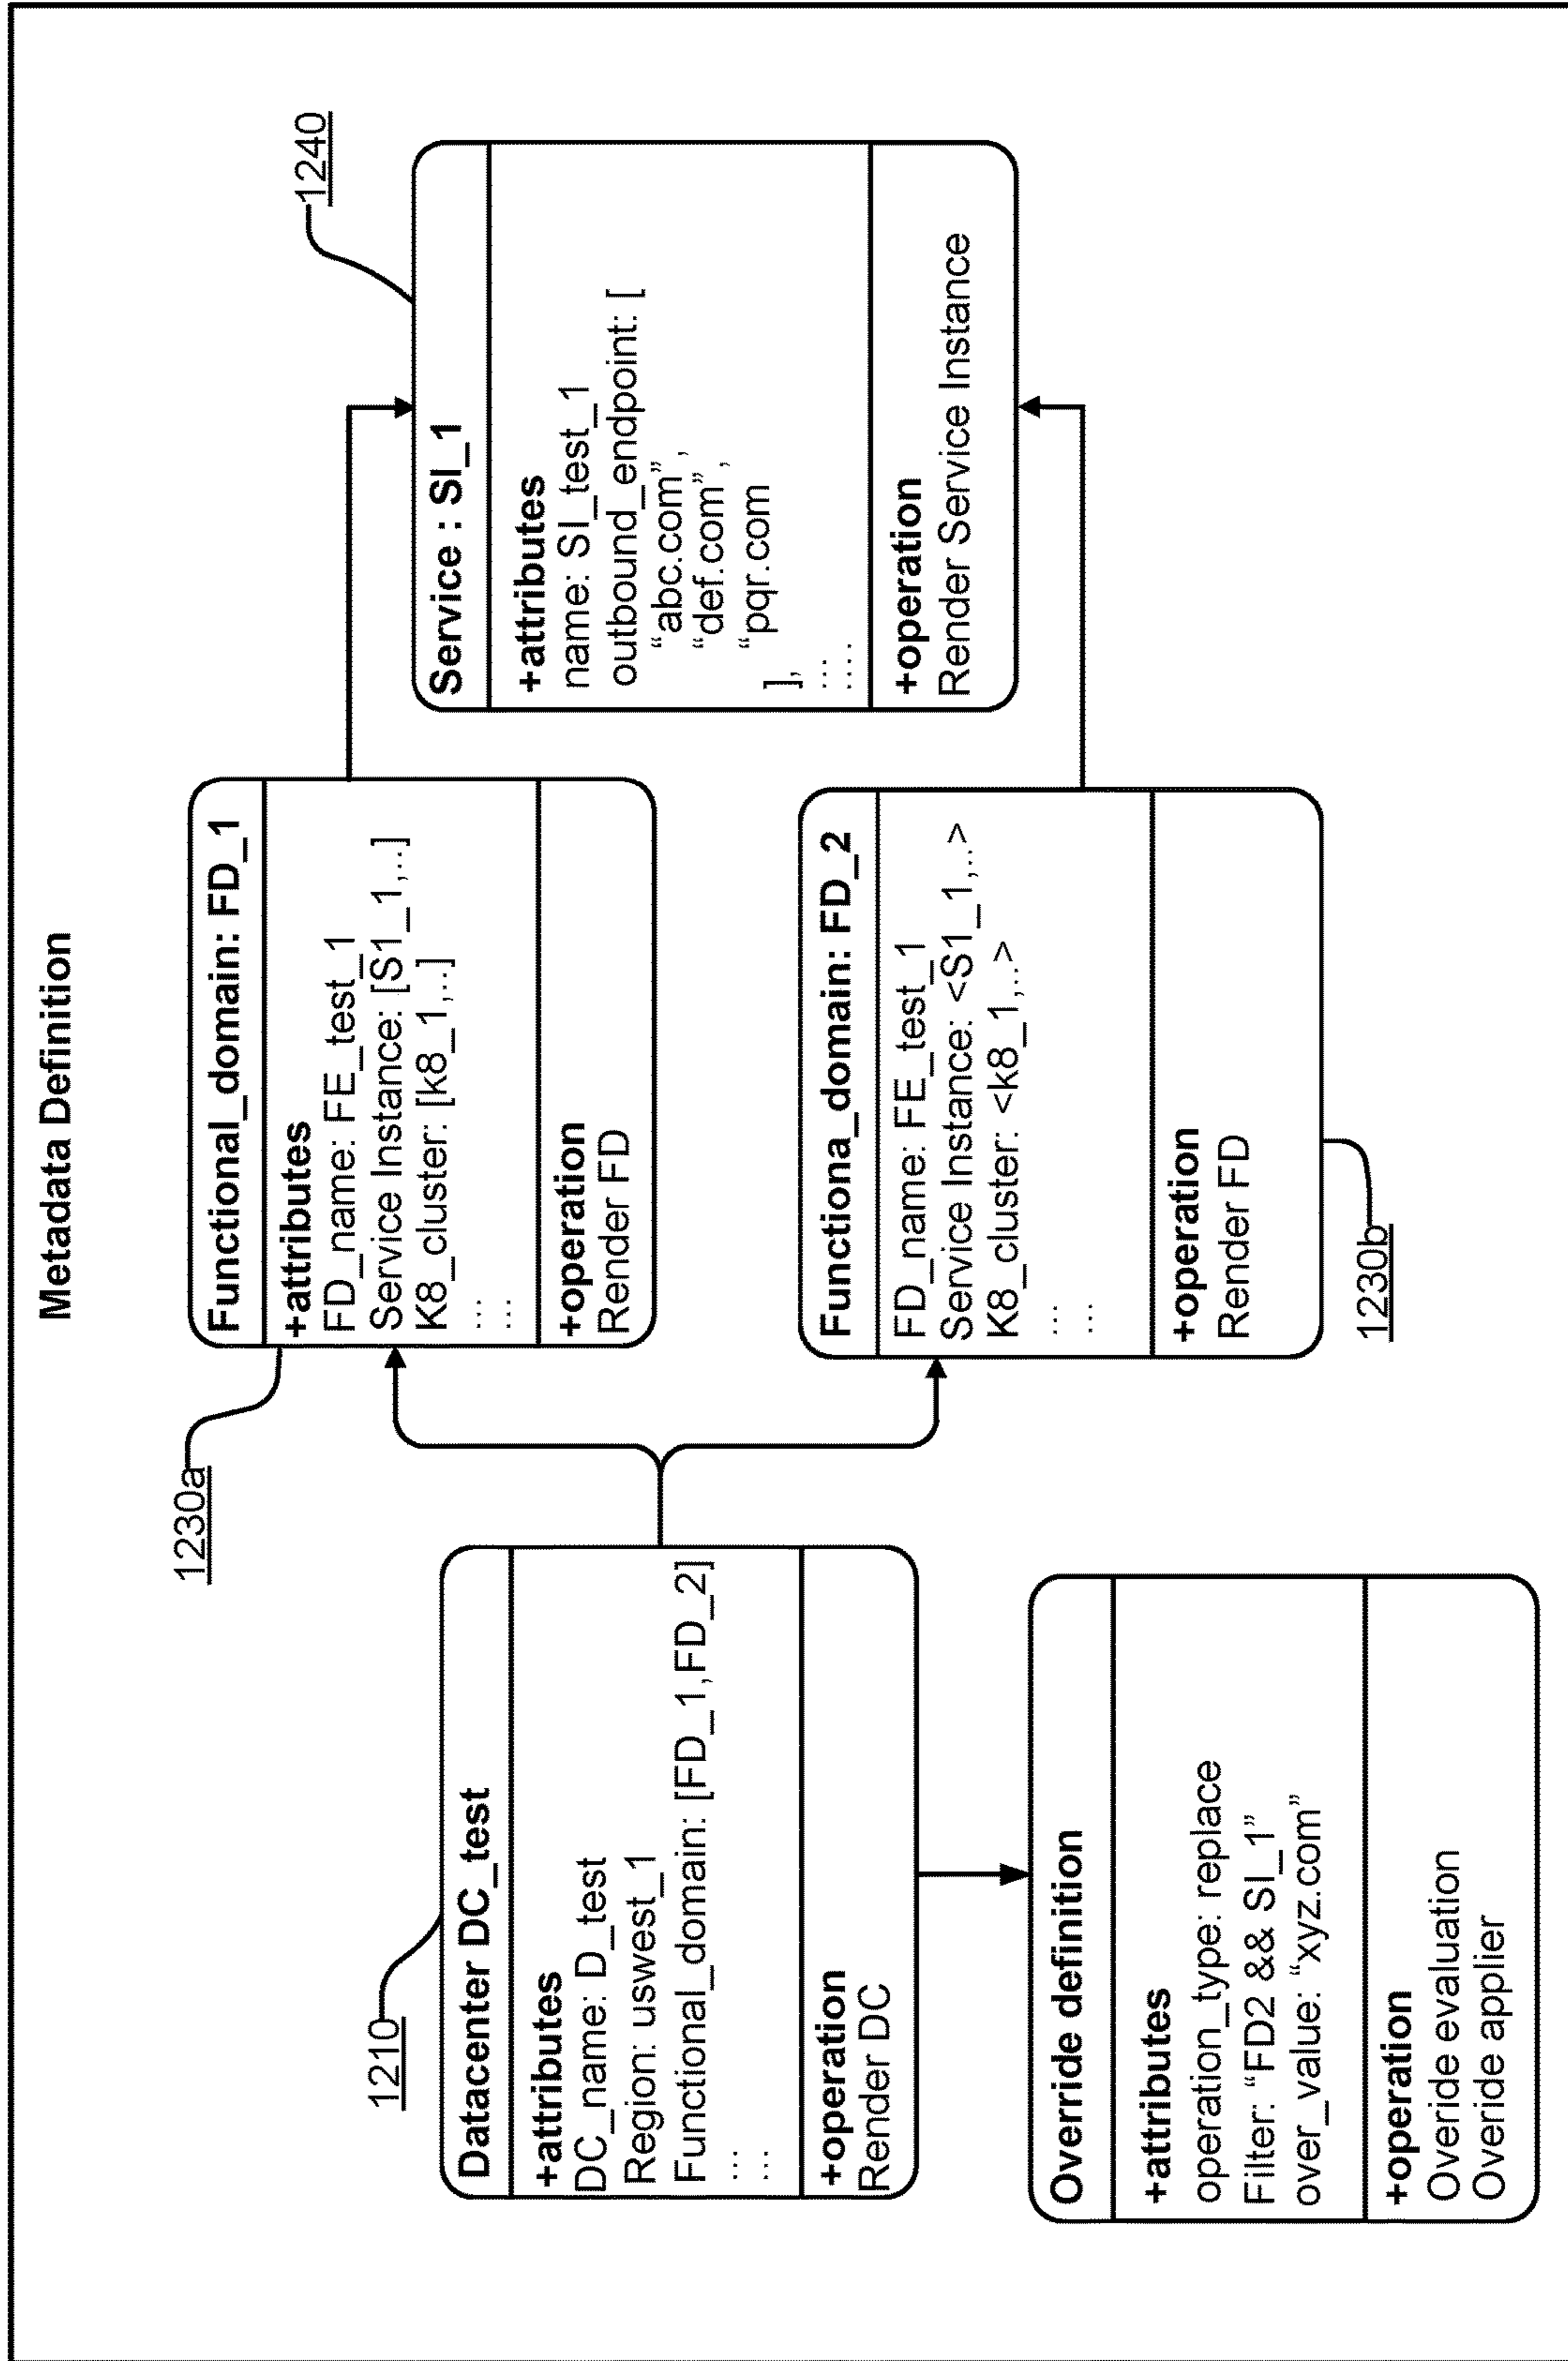 Metadata Definition
1210
Datacenter DC_test
+attributes
DC_name: D_test
Region: uswest_1
Functional_domain: [FD_1,FD_2]
...
...
+operation
Render DC
Override definition
+attributes
operation_type: replace
Filter: “FD2 && SI_1”
over_value: “xyz.com”
+operation
Overide evaluation
Overide applier
1230a
Functional_domain: FD_1
+attributes
FD_name: FE_test_1
Service Instance: [S1_1,..]
K8_cluster: [k8_1,..]
...
...
+operation
Render FD
Functiona_domain: FD_2
FD_name: FE_test_1
Service Instance: <S1_1,..>
K8_cluster: <k8_1,..>
...
...
+operation
Render FD
1230b
1240
Service : SI_1
+attributes
name: SI_test_1
outbound_endpoint: [
“abc.com”,
“def.com”,
“pqr.com
],
...
....
+operation
Render Service Instance